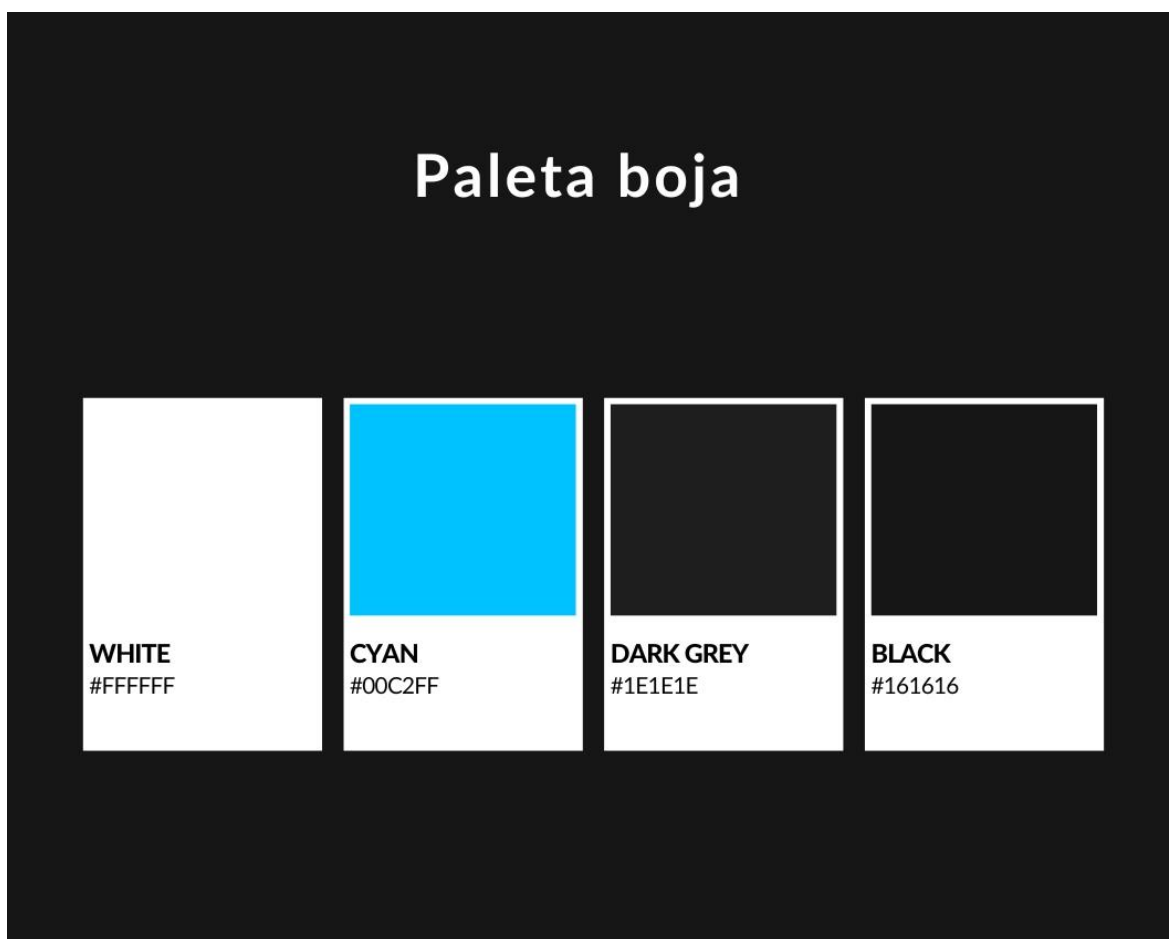 Paleta boja
WHITE
#FFFFFF
CYAN
#00C2FF
DARK GREY
#1E1E1E
BLACK
#161616